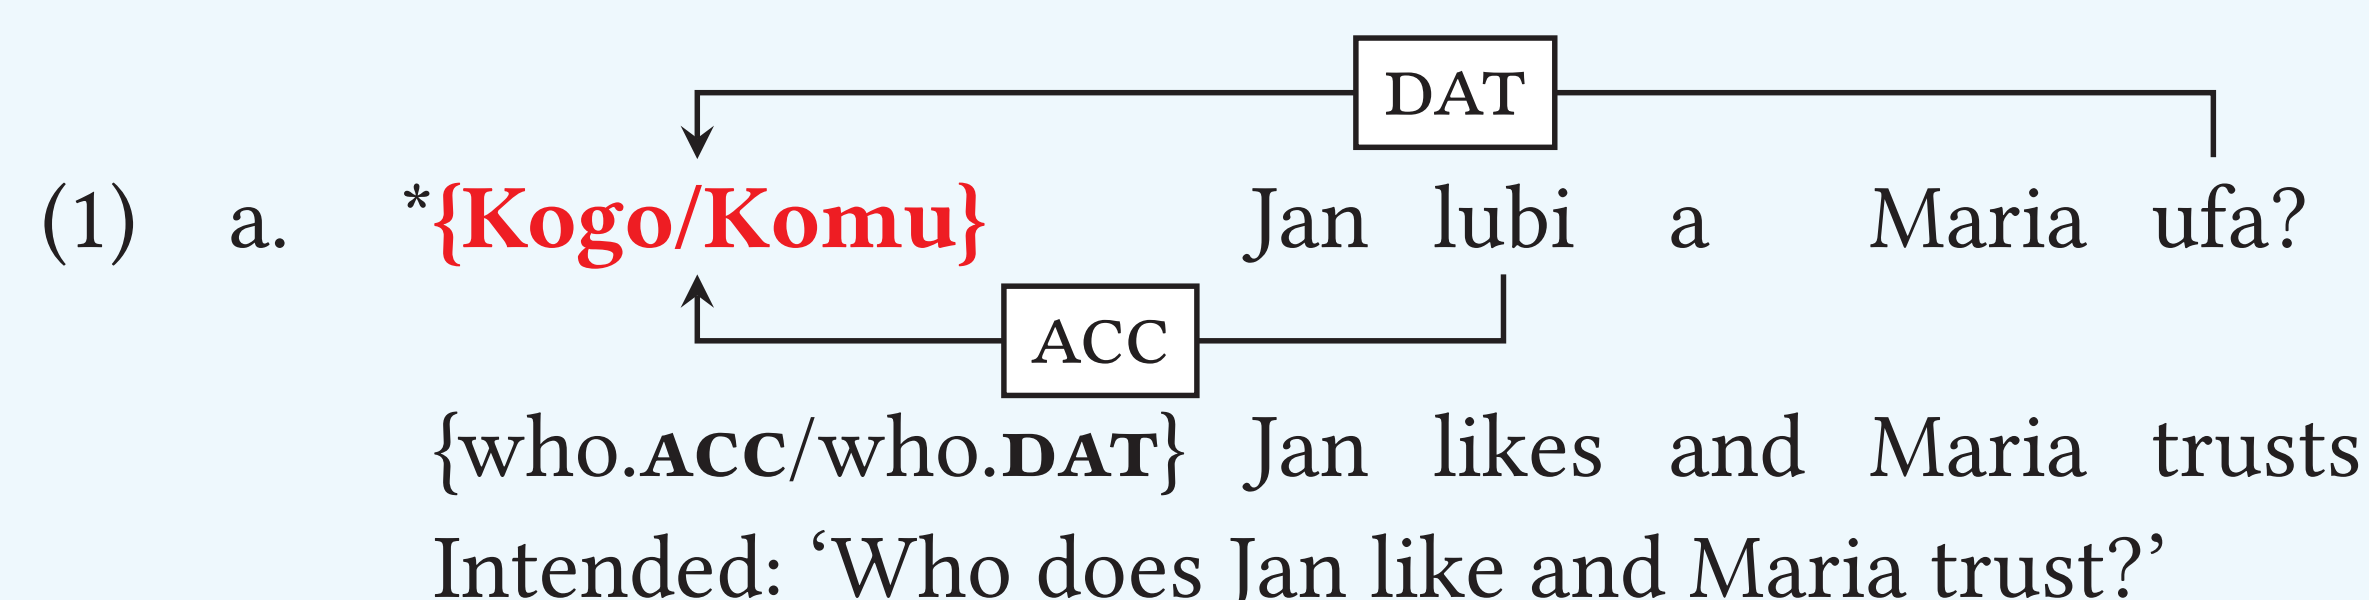 DAT
(1) a. *{Kogo/Komu} Jan lubi a Maria ufa?
ACC
{who.ACC/who.DAT} Jan likes and Maria trusts
Intended: ‘Who does Jan like and Maria trust?’